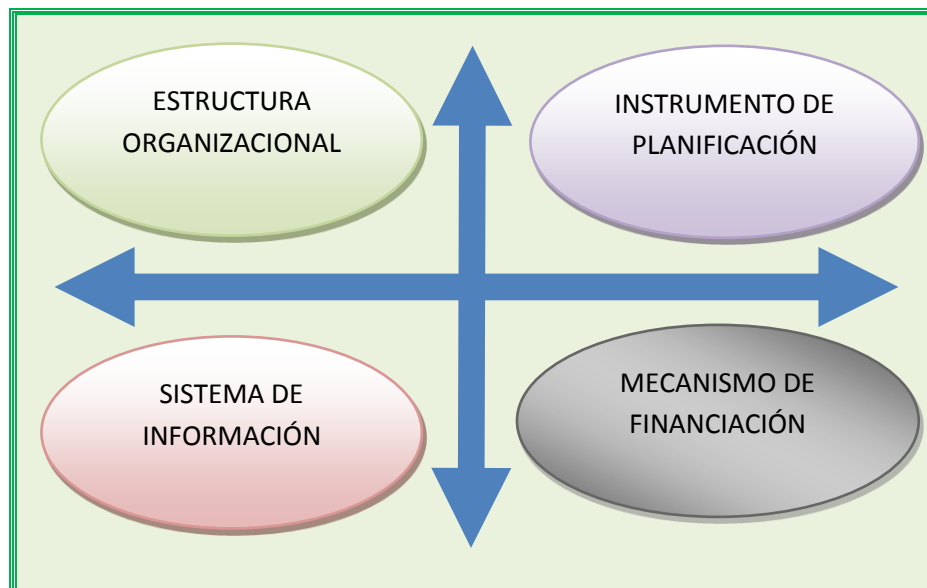 ESTRUCTURA
ORGANIZACIONAL
INSTRUMENTO DE
PLANIFICACIÓN
SISTEMA DE
INFORMACIÓN
MECANISMO DE
FINANCIACIÓN